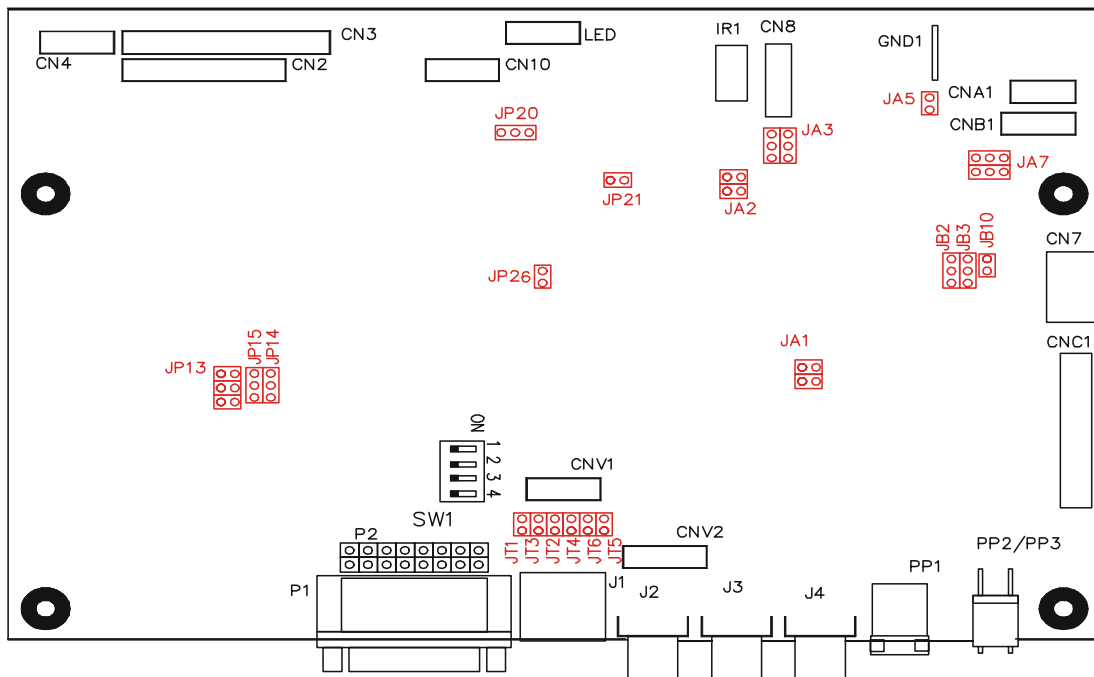 CN4
CN3
CN2
LED
CN10
IR1
CN8
GND1
CNA1
JA5
CNB1
JP20
JA3
JA7
JP21
JA2
JB2
JB3
JB10
CN7
JP26
JP13
JP15
JP14
JA1
CNC1
ON
1
2
3
4
SW1
CNV1
JT1
JT3
JT2
JT4
JT6
JT5
CNV2
P2
P1
J1
J2
J3
J4
PP1
PP2/PP3